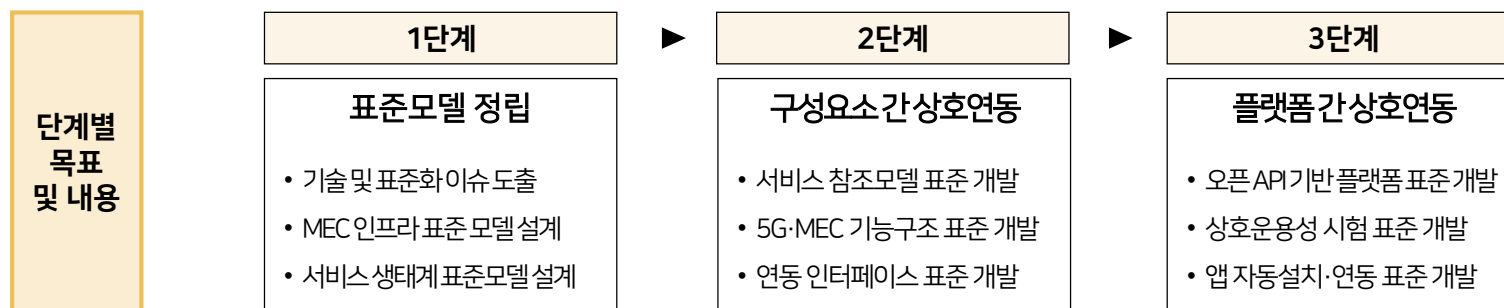 단계별
목표
및 내용
1단계
▶
2단계
▶
3단계
표준모델 정립
• 기술 및 표준화 이슈 도출
• MEC 인프라 표준 모델 설계
• 서비스 생태계 표준모델 설계
구성요소 간 상호연동
• 서비스 참조모델 표준 개발
• 5G·MEC 기능구조 표준 개발
• 연동 인터페이스 표준 개발
플랫폼 간 상호연동
• 오픈 API 기반 플랫폼 표준 개발
• 상호운용성 시험 표준 개발
• 앱 자동설치·연동 표준 개발